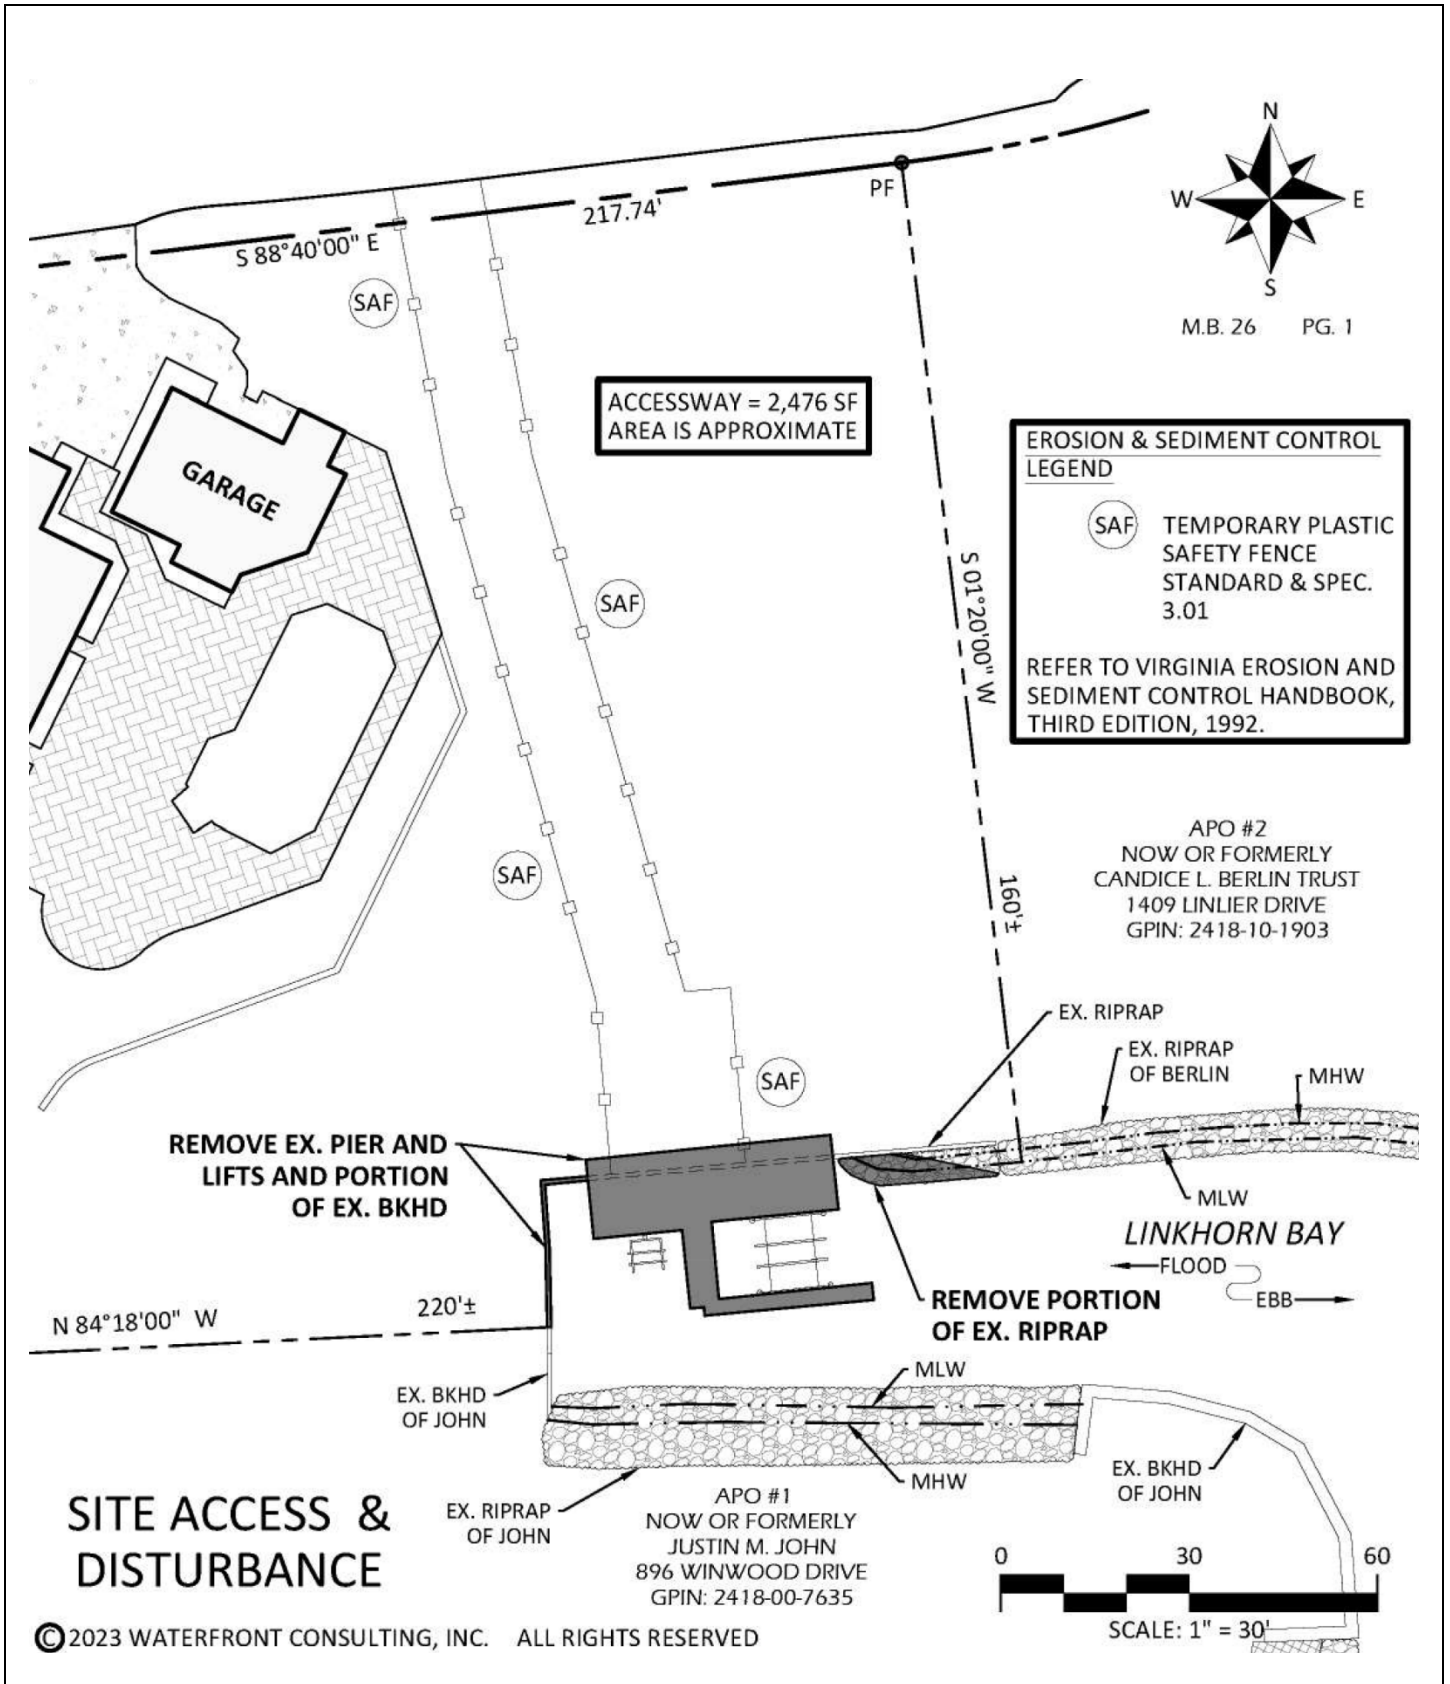 N
W
E
S
M.B. 26 PG. 1
PF
217.74'
S 88°40'00" E
SAF
ACCESSWAY = 2,476 SF
AREA IS APPROXIMATE
GARAGE
EROSION & SEDIMENT CONTROL
LEGEND
SAF
TEMPORARY PLASTIC
SAFETY FENCE
STANDARD & SPEC.
3.01
REFER TO VIRGINIA EROSION AND
SEDIMENT CONTROL HANDBOOK,
THIRD EDITION, 1992.
SAF
S 01°20'00" W
160'±
SAF
APO #2
NOW OR FORMERLY
CANDICE L. BERLIN TRUST
1409 LINLIER DRIVE
GPIN: 2418-10-1903
EX. RIPRAP
EX. RIPRAP
OF BERLIN
MHW
SAF
REMOVE EX. PIER AND
LIFTS AND PORTION
OF EX. BKHD
MLW
LINKHORN BAY
FLOOD
EBB
REMOVE PORTION
OF EX. RIPRAP
N 84°18'00" W
220'±
EX. BKHD
OF JOHN
MLW
MHW
EX. RIPRAP
OF JOHN
APO #1
NOW OR FORMERLY
JUSTIN M. JOHN
896 WINWOOD DRIVE
GPIN: 2418-00-7635
EX. BKHD
OF JOHN
SITE ACCESS &
DISTURBANCE
0 30 60
SCALE: 1" = 30'
© 2023 WATERFRONT CONSULTING, INC. ALL RIGHTS RESERVED